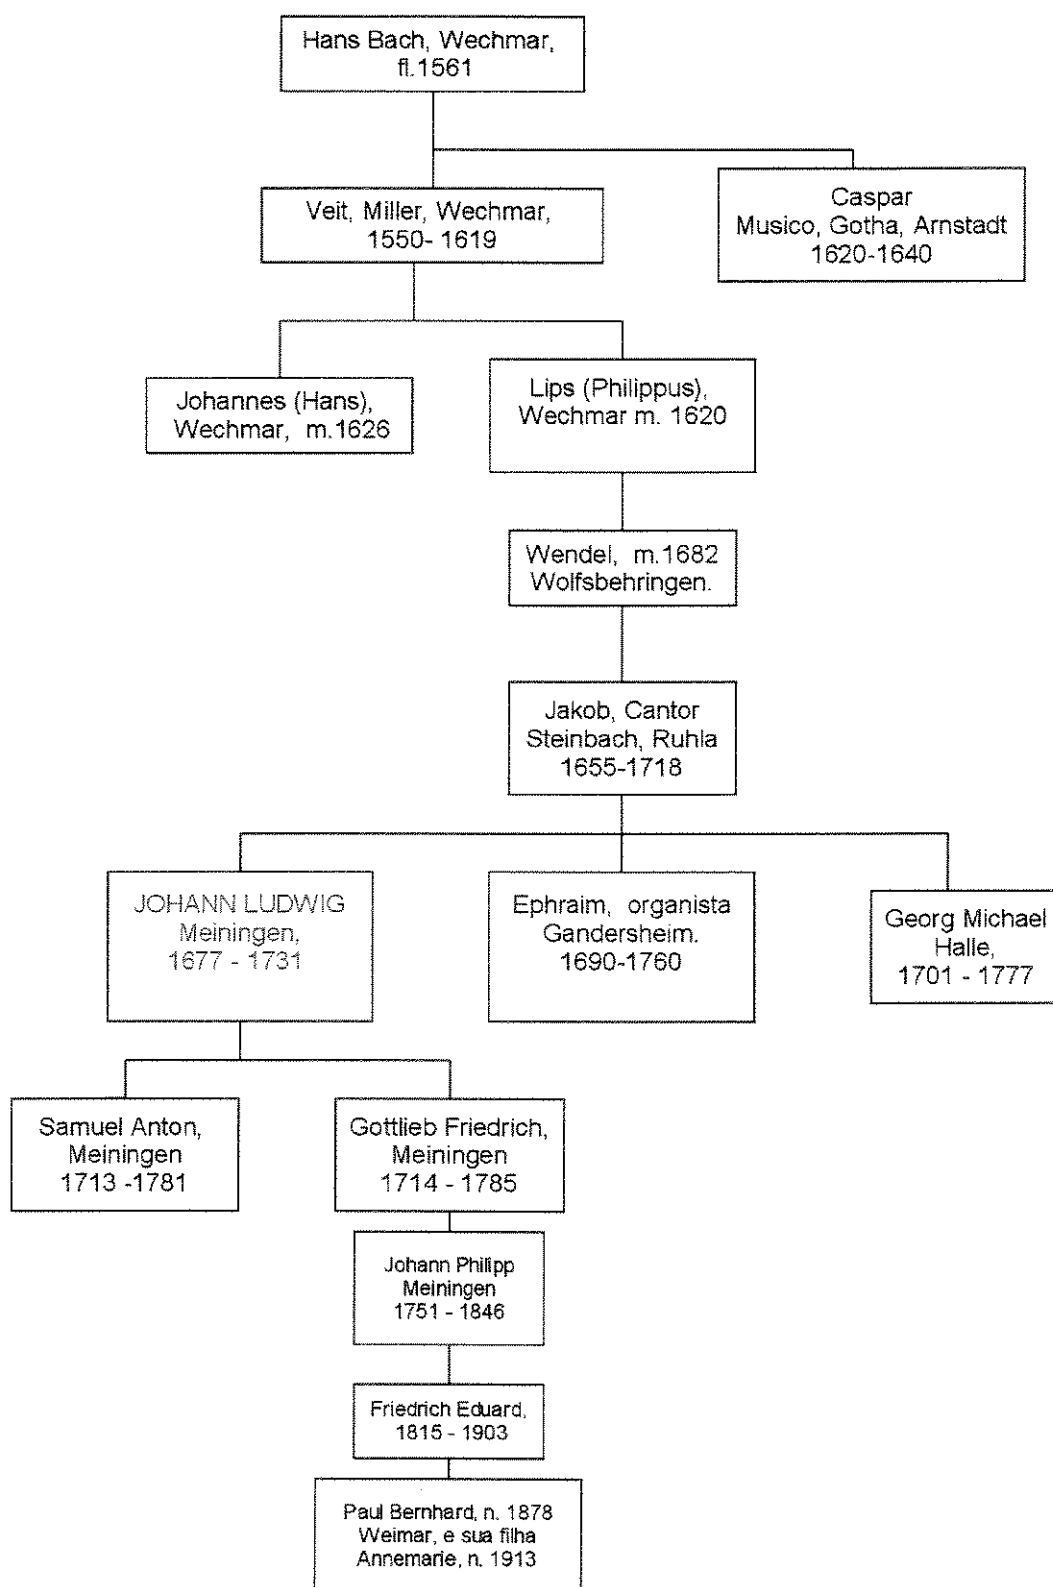 Hans Bach, Wechmar,
fl.1561
Veit, Miller, Wechmar,
1550- 1619
Caspar
Musico, Gotha, Arnstadt
1620-1640
Johannes (Hans),
Wechmar, m.1626
Lips (Philippus),
Wechmar m. 1620
Wendel, m.1682
Wolfsbehringen.
Jakob, Cantor
Steinbach, Ruhla
1655-1718
JOHANN LUDWIG
Meiningen,
1677 - 1731
Ephraim, organista
Gandersheim.
1690-1760
Georg Michael
Halle,
1701 - 1777
Samuel Anton,
Meiningen
1713 -1781
Gottlieb Friedrich,
Meiningen
1714 - 1785
Johann Philipp
Meiningen
1751 - 1846
Friedrich Eduard,
1815 - 1903
Paul Bernhard, n. 1878
Weimar, e sua filha
Annemarie, n. 1913